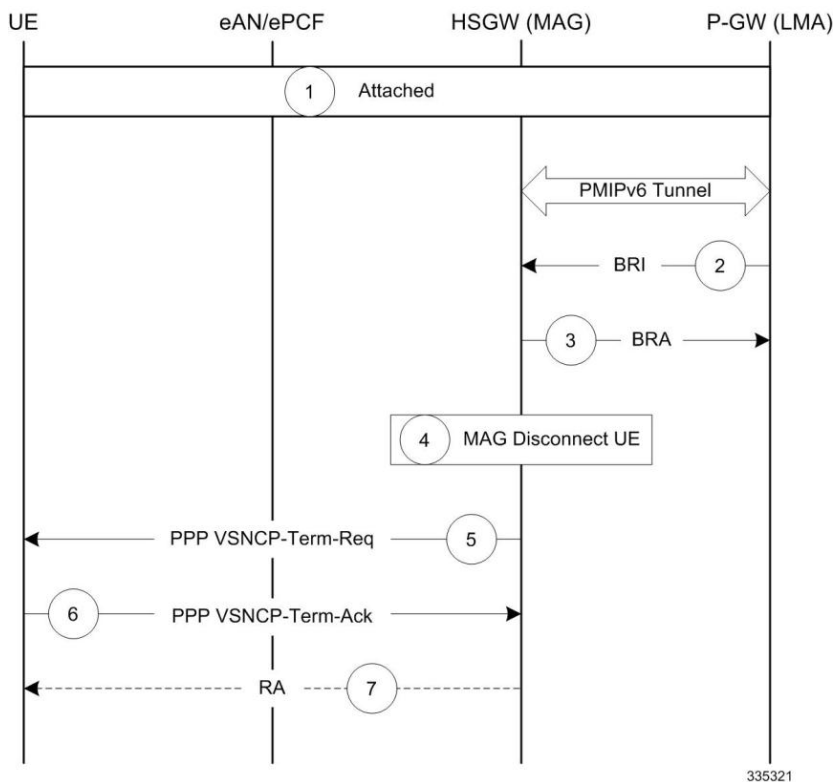 UE eAN/ePCF HSGW (MAG) P-GW (LMA)
1 Attached
PMIPv6 Tunnel
BRI 2
3 BRA
4 MAG Disconnect UE
PPP VSNCP-Term-Req 5
6 PPP VSNCP-Term-Ack
RA 7
335321